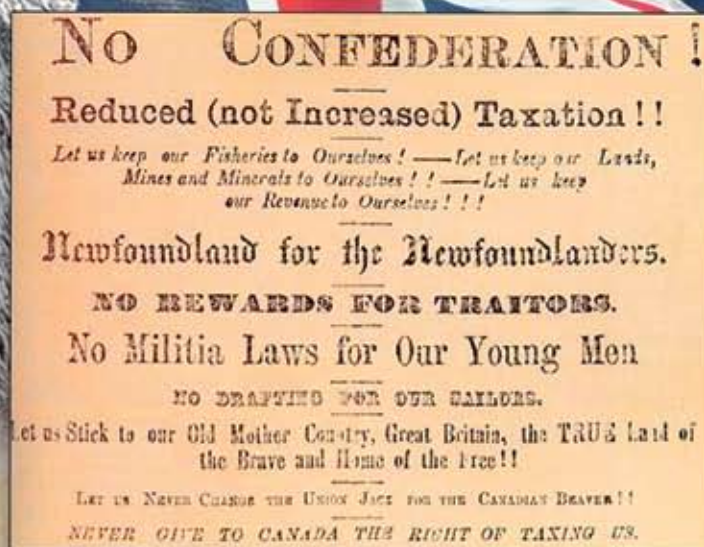 No CONFEDERATION!
Reduced (not Increased) Taxation!!
Let us keep our Fisheries to Ourselves! — Let us keep our Lands,
Mines and Minerals to Ourselves!! — Let us keep
our Revenue to Ourselves!!!
Newfoundland for the Newfoundlanders.
NO REWARDS FOR TRAITORS.
No Militia Laws for Our Young Men
NO DRAFTING FOR OUR SAILORS.
Let us Stick to our Old Mother Country, Great Britain, the TRUE Land of
the Brave and Home of the Free!!
LET US NEVER CHANGE THE UNION JACK FOR THE CANADIAN BEAVER!!
NEVER GIVE TO CANADA THE RIGHT OF TAXING US.